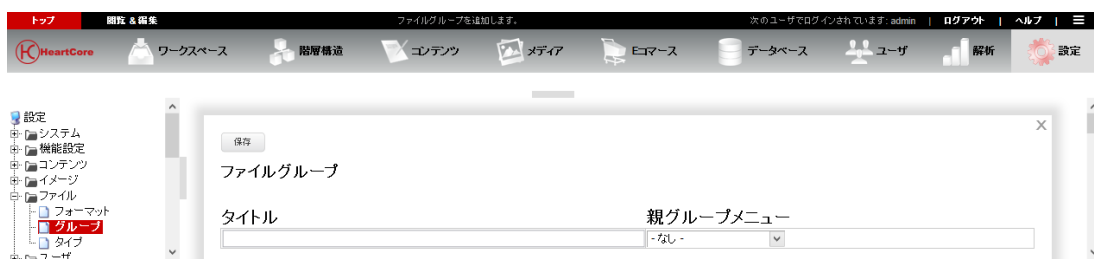 トップ 閲覧 & 編集 ファイルグループを追加します。 次のユーザでログインされています: admin | ログアウト | ヘルプ |
HeartCore ワークスペース 階層構造 コンテンツ メディア Eコマース データベース ユーザ 解析 設定
設定
システム
機能設定
コンテンツ
イメージ
ファイル
フォーマット
グループ
タイプ
ユーザ
X
保存
ファイルグループ
タイトル 親グループメニュー
- なし -